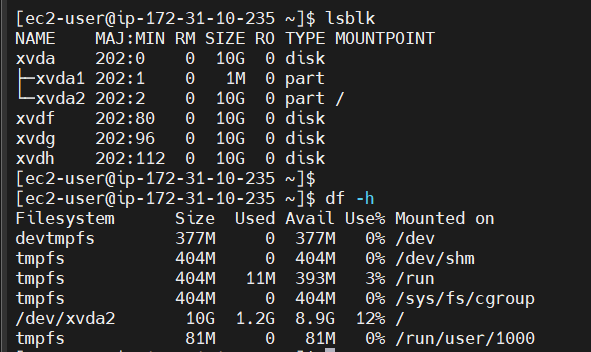 [ec2-user@ip-172-31-10-235 ~]$ lsblk
NAME    MAJ:MIN RM SIZE RO TYPE MOUNTPOINT
xvda    202:0    0  10G  0 disk
├─xvda1 202:1    0   1M  0 part
└─xvda2 202:2    0  10G  0 part /
xvdf    202:80   0  10G  0 disk
xvdg    202:96   0  10G  0 disk
xvdh    202:112  0  10G  0 disk
[ec2-user@ip-172-31-10-235 ~]$
[ec2-user@ip-172-31-10-235 ~]$ df -h
Filesystem      Size  Used Avail Use% Mounted on
devtmpfs        377M     0  377M   0% /dev
tmpfs           404M     0  404M   0% /dev/shm
tmpfs           404M   11M  393M   3% /run
tmpfs           404M     0  404M   0% /sys/fs/cgroup
/dev/xvda2       10G  1.2G  8.9G  12% /
tmpfs            81M     0   81M   0% /run/user/1000